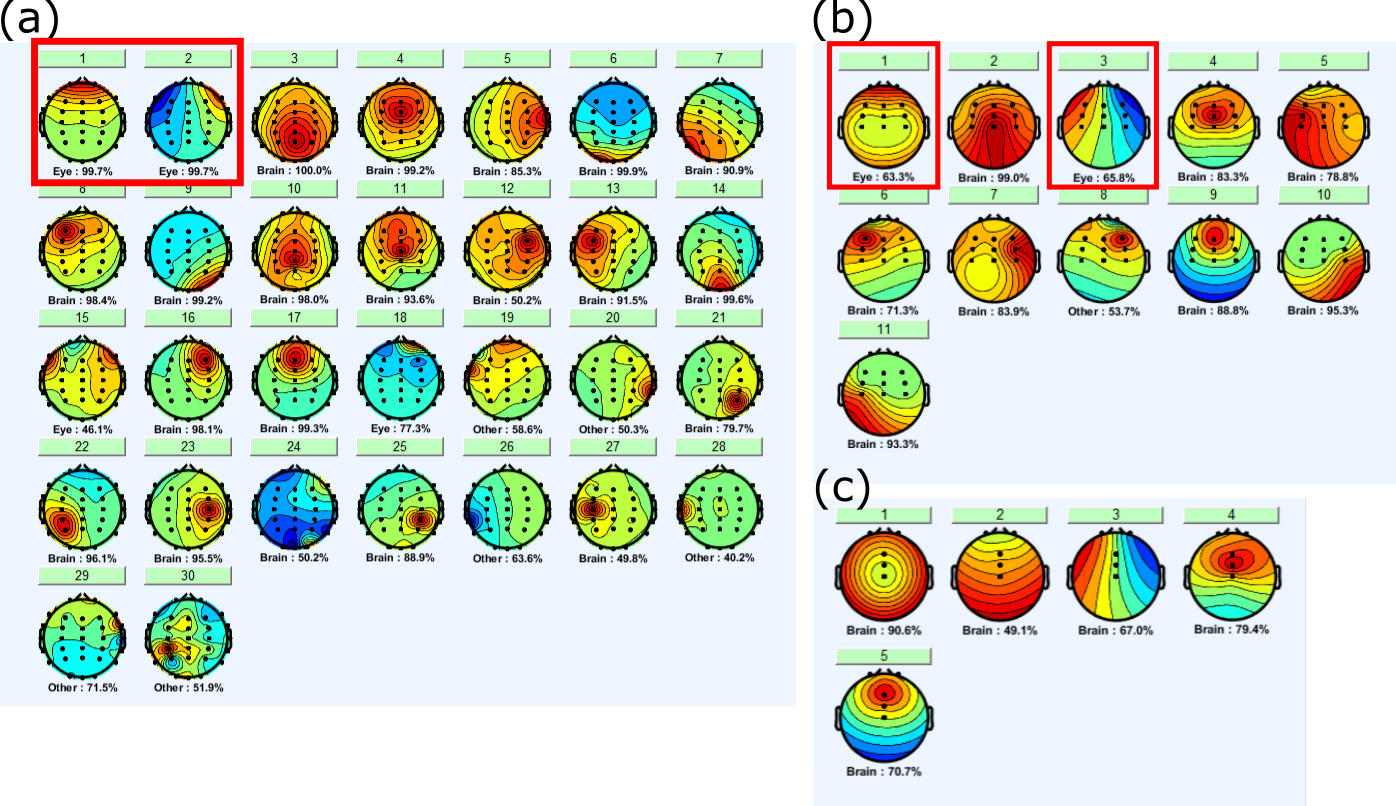 (a)
1 2 3 4 5 6 7
Eye : 99.7% Eye : 99.7% Brain : 100.0% Brain : 99.2% Brain : 85.3% Brain : 99.9% Brain : 90.9%
8 9 10 11 12 13 14
Brain : 98.4% Brain : 99.2% Brain : 98.0% Brain : 93.6% Brain : 50.2% Brain : 91.5% Brain : 99.6%
15 16 17 18 19 20 21
Eye : 46.1% Brain : 98.1% Brain : 99.3% Eye : 77.3% Other : 58.6% Other : 50.3% Brain : 79.7%
22 23 24 25 26 27 28
Brain : 96.1% Brain : 95.5% Brain : 50.2% Brain : 88.9% Other : 63.6% Brain : 49.8% Other : 40.2%
29 30
Other : 71.5% Other : 51.9%
(b)
1 2 3 4 5
Eye : 63.3% Brain : 99.0% Eye : 65.8% Brain : 83.3% Brain : 78.8%
6 7 8 9 10
Brain : 71.3% Brain : 83.9% Other : 53.7% Brain : 88.8% Brain : 95.3%
11
Brain : 93.3%
(c)
1 2 3 4
Brain : 90.6% Brain : 49.1% Brain : 67.0% Brain : 79.4%
5
Brain : 70.7%